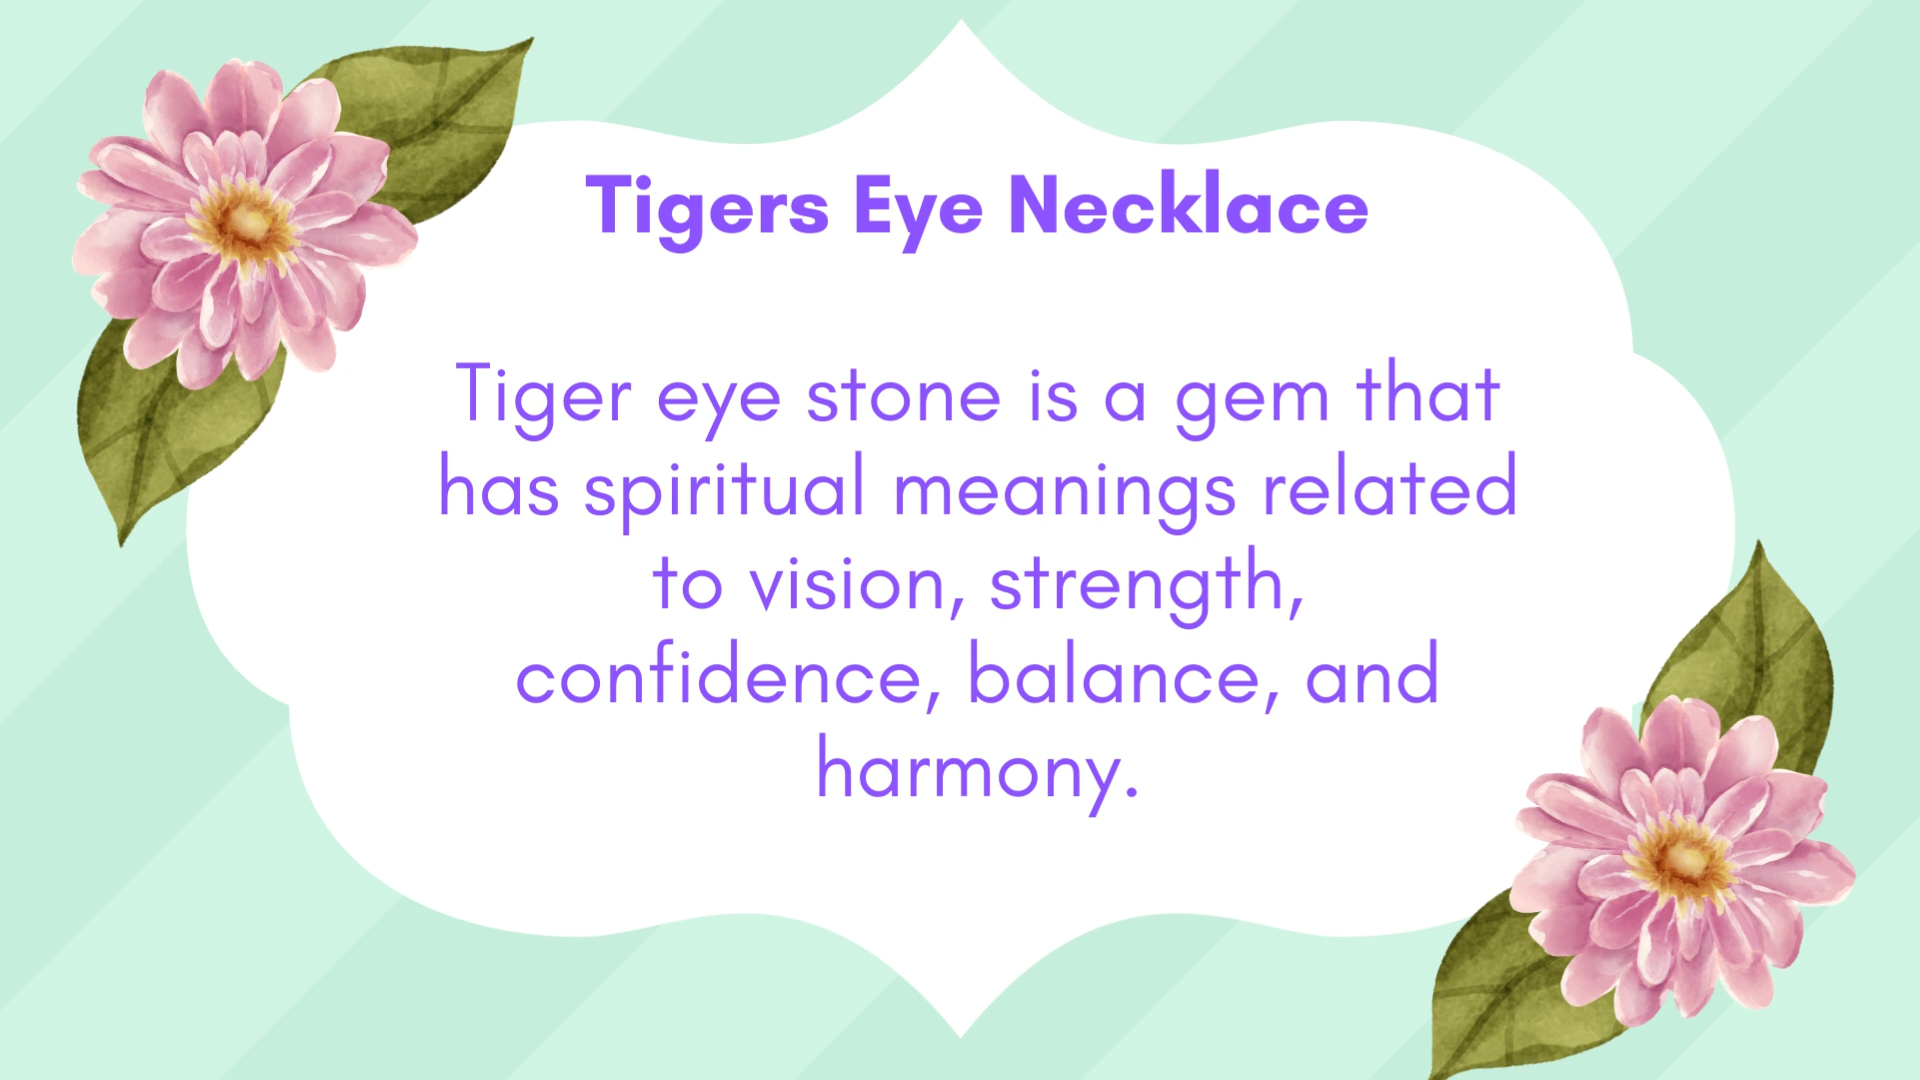 Tigers Eye Necklace
Tiger eye stone is a gem that
has spiritual meanings related
to vision, strength,
confidence, balance, and
harmony.